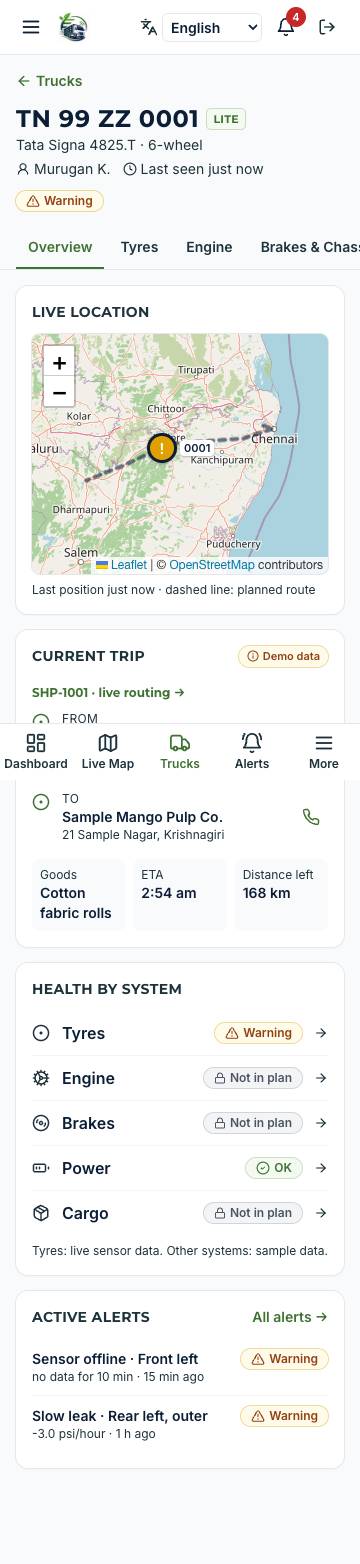 English
4
Trucks
TN 99 ZZ 0001 LITE
Tata Signa 4825.T · 6-wheel
Murugan K. Last seen just now
Warning
Overview Tyres Engine Brakes & Chass
LIVE LOCATION
+
−
Tirupati
Chittoor
Kolar
aluru
ore
0001
Chennai
Kanchipuram
Dharmapuri
Salem
Puducherry
Leaflet | © OpenStreetMap contributors
Last position just now · dashed line: planned route
CURRENT TRIP Demo data
SHP-1001 · live routing →
FROM
Dashboard Live Map Trucks Alerts More
TO
Sample Mango Pulp Co.
21 Sample Nagar, Krishnagiri
Goods ETA Distance left
Cotton 2:54 am 168 km
fabric rolls
HEALTH BY SYSTEM
Tyres Warning
Engine Not in plan
Brakes Not in plan
Power OK
Cargo Not in plan
Tyres: live sensor data. Other systems: sample data.
ACTIVE ALERTS All alerts →
Sensor offline · Front left Warning
no data for 10 min · 15 min ago
Slow leak · Rear left, outer Warning
-3.0 psi/hour · 1 h ago